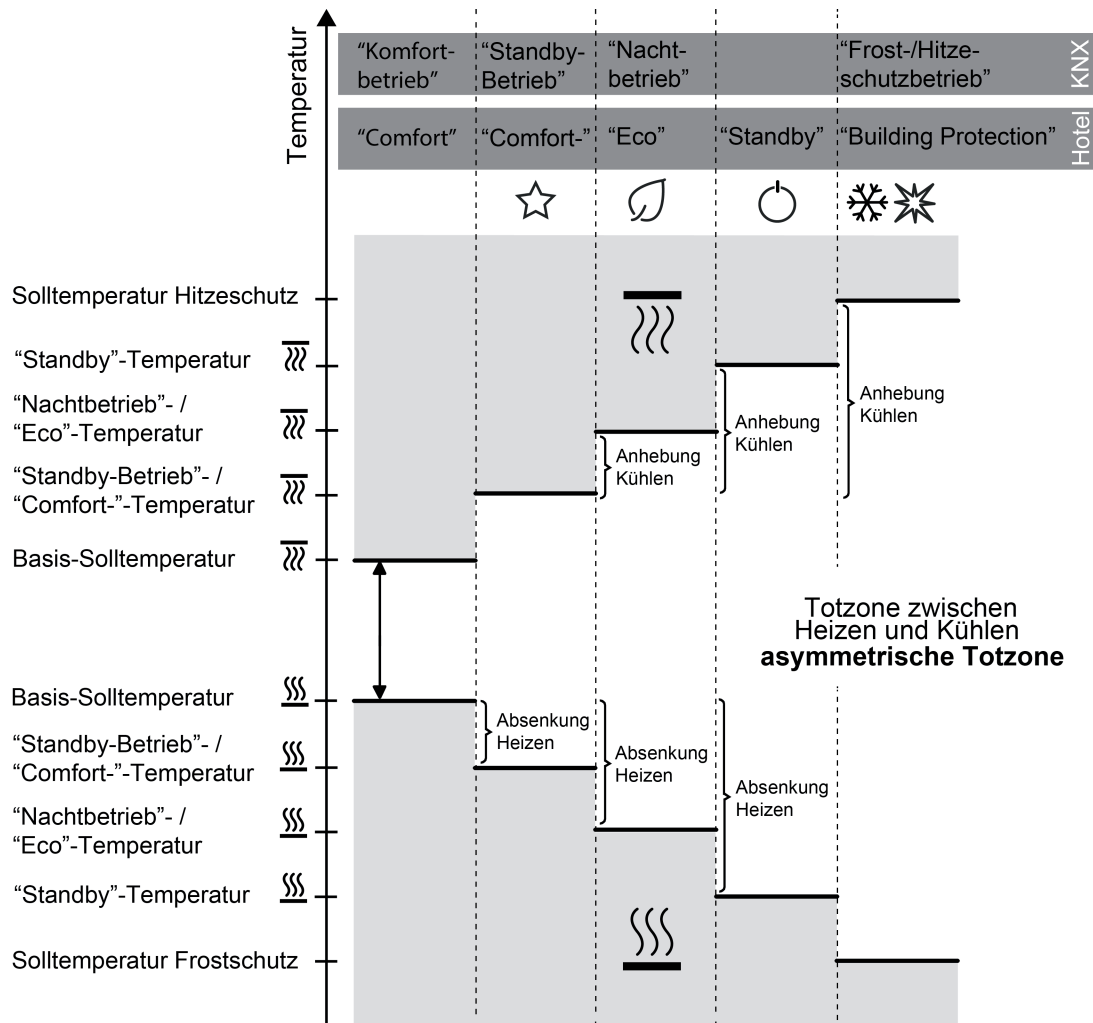 Temperatur
“Komfort-
betrieb”
“Standby-
Betrieb”
“Nacht-
betrieb”
“Frost-/Hitze-
schutzbetrieb”
KNX
“Comfort”
“Comfort-”
“Eco”
“Standby”
“Building Protection”
Hotel
Solltemperatur Hitzeschutz
“Standby”-Temperatur
“Nachtbetrieb”- /
“Eco”-Temperatur
“Standby-Betrieb”- /
“Comfort-”-Temperatur
Basis-Solltemperatur
Anhebung
Kühlen
Anhebung
Kühlen
Anhebung
Kühlen
Totzone zwischen
Heizen und Kühlen
asymmetrische Totzone
Basis-Solltemperatur
“Standby-Betrieb”- /
“Comfort-”-Temperatur
“Nachtbetrieb”- /
“Eco”-Temperatur
“Standby”-Temperatur
Solltemperatur Frostschutz
Absenkung
Heizen
Absenkung
Heizen
Absenkung
Heizen